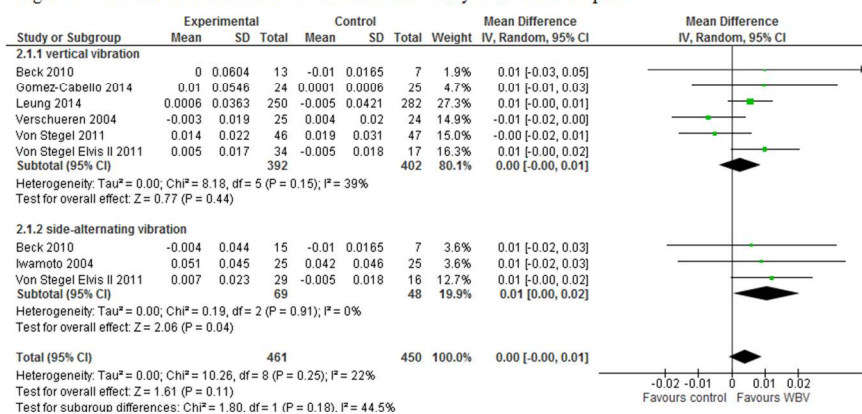 Experimental Control Mean Difference Mean Difference
Study or Subgroup Mean SD Total Mean SD Total Weight IV, Random, 95% CI IV, Random, 95% CI
2.1.1 vertical vibration
Beck 2010 0 0.0604 13 -0.01 0.0165 7 1.9% 0.01 [-0.03, 0.05]
Gomez-Cabello 2014 0.01 0.0546 24 0.0001 0.0006 25 4.7% 0.01 [-0.01, 0.03]
Leung 2014 0.0006 0.0363 250 -0.005 0.0421 282 27.3% 0.01 [-0.00, 0.01]
Verschueren 2004 -0.003 0.019 25 0.004 0.02 24 14.9% -0.01 [-0.02, 0.00]
Von Stegel 2011 0.014 0.022 46 0.019 0.031 47 15.0% -0.00 [-0.02, 0.01]
Von Stegel Elvis II 2011 0.005 0.017 34 -0.005 0.018 17 16.3% 0.01 [-0.00, 0.02]
Subtotal (95% CI) 392 402 80.1% 0.00 [-0.00, 0.01]
Heterogeneity: Tau² = 0.00; Chi² = 8.18, df = 5 (P = 0.15); I² = 39%
Test for overall effect: Z = 0.77 (P = 0.44)
2.1.2 side-alternating vibration
Beck 2010 -0.004 0.044 15 -0.01 0.0165 7 3.6% 0.01 [-0.02, 0.03]
Iwamoto 2004 0.051 0.045 25 0.042 0.046 25 3.6% 0.01 [-0.02, 0.03]
Von Stegel Elvis II 2011 0.007 0.023 29 -0.005 0.018 16 12.7% 0.01 [-0.00, 0.02]
Subtotal (95% CI) 69 48 19.9% 0.01 [0.00, 0.02]
Heterogeneity: Tau² = 0.00; Chi² = 0.19, df = 2 (P = 0.91); I² = 0%
Test for overall effect: Z = 2.06 (P = 0.04)
Total (95% CI) 461 450 100.0% 0.00 [-0.00, 0.01]
Heterogeneity: Tau² = 0.00; Chi² = 10.26, df = 8 (P = 0.25); I² = 22%
Test for overall effect: Z = 1.61 (P = 0.11)
Test for subgroup differences: Chi² = 1.80, df = 1 (P = 0.18), I² = 44.5%
-0.02 -0.01 0 0.01 0.02
Favours control Favours WBV